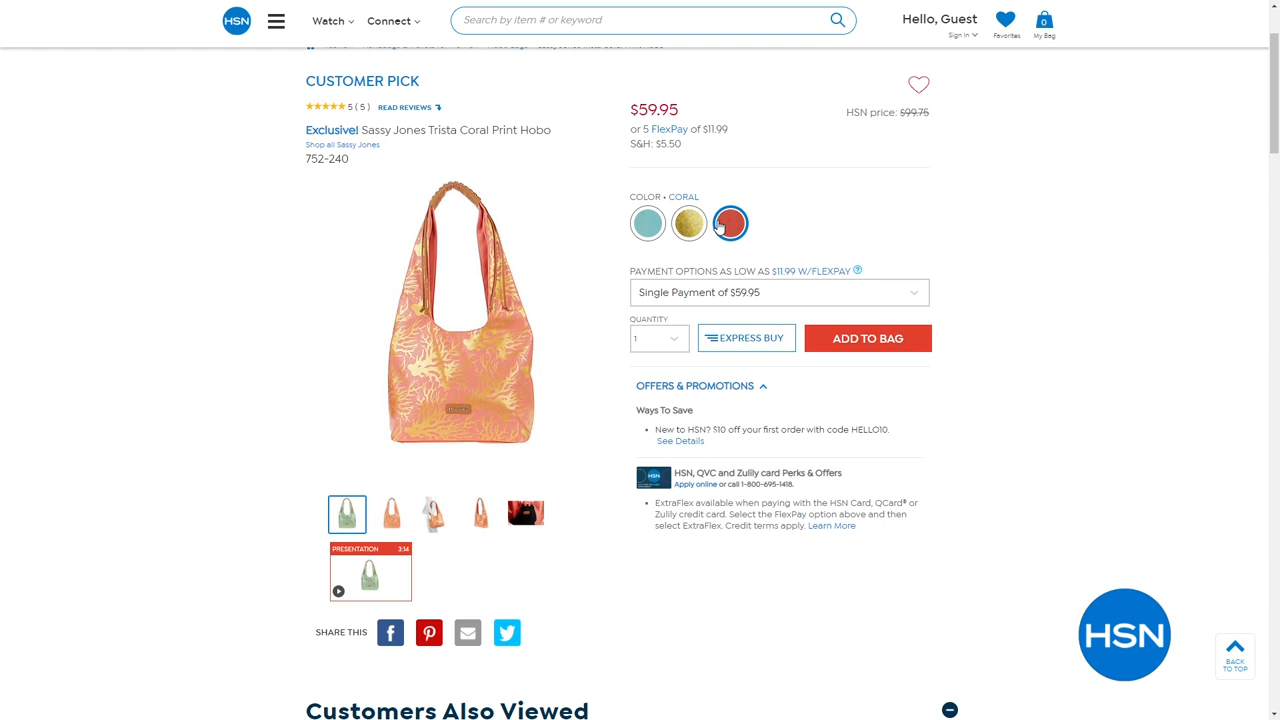 HSN
Watch
Connect
Search by item # or keyword
Hello, Guest
Sign In
Favorites
0
My Bag
CUSTOMER PICK
5 ( 5 )
READ REVIEWS
Exclusive! Sassy Jones Trista Coral Print Hobo
Shop all Sassy Jones
752-240
$59.95
HSN price: $99.75
or 5 FlexPay of $11.99
S&H: $5.50
COLOR • CORAL
PAYMENT OPTIONS AS LOW AS $11.99 W/FLEXPAY
Single Payment of $59.95
QUANTITY
1
EXPRESS BUY
ADD TO BAG
OFFERS & PROMOTIONS
Ways To Save
• New to HSN? $10 off your first order with code HELLO10.
See Details
HSN
HSN, QVC and Zulily card Perks & Offers
Apply online or call 1-800-695-1418.
• ExtraFlex available when paying with the HSN Card, QCard® or
Zulily credit card. Select the FlexPay option above and then
select ExtraFlex. Credit terms apply. Learn More
PRESENTATION 3:14
SHARE THIS
HSN
BACK
TO TOP
Customers Also Viewed